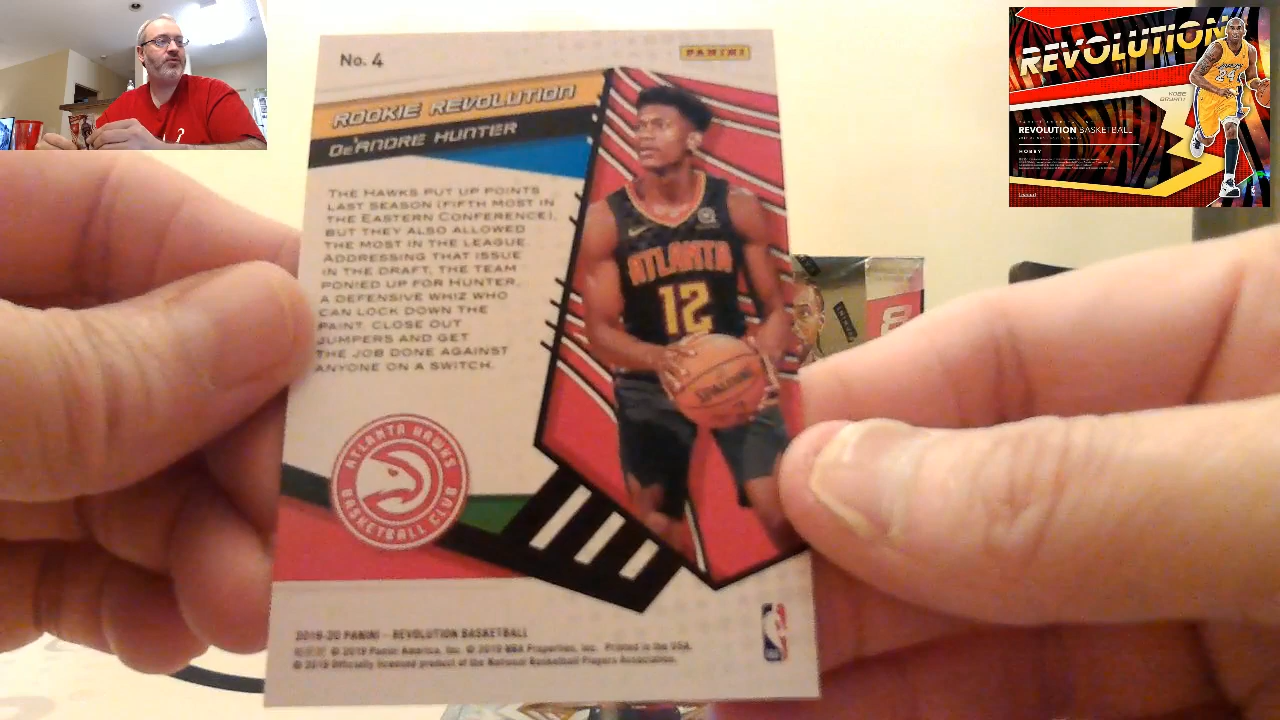 No. 4
PANINI
ROOKIE REVOLUTION
DE'ANDRE HUNTER
THE HAWKS PUT UP POINTS
LAST SEASON (FIFTH MOST IN
THE EASTERN CONFERENCE),
BUT THEY ALSO ALLOWED
THE MOST IN THE LEAGUE.
ADDRESSING THAT ISSUE
IN THE DRAFT, THE TEAM
PONIED UP FOR HUNTER,
A DEFENSIVE WHIZ WHO
CAN LOCK DOWN THE
PAINT, CLOSE OUT
JUMPERS AND GET
THE JOB DONE AGAINST
ANYONE ON A SWITCH.
ATLANTA
12
SPALDING
ATLANTA HAWKS
BASKETBALL CLUB
2019-20 PANINI - REVOLUTION BASKETBALL
© 2019 Panini America, Inc. © 2019 NBA Properties, Inc. Printed in the USA.
© 2019 Officially licensed product of the National Basketball Players Association.
REVOLUTION
KOBE
BRYANT
24
REVOLUTION BASKETBALL
HOBBY
PANINI